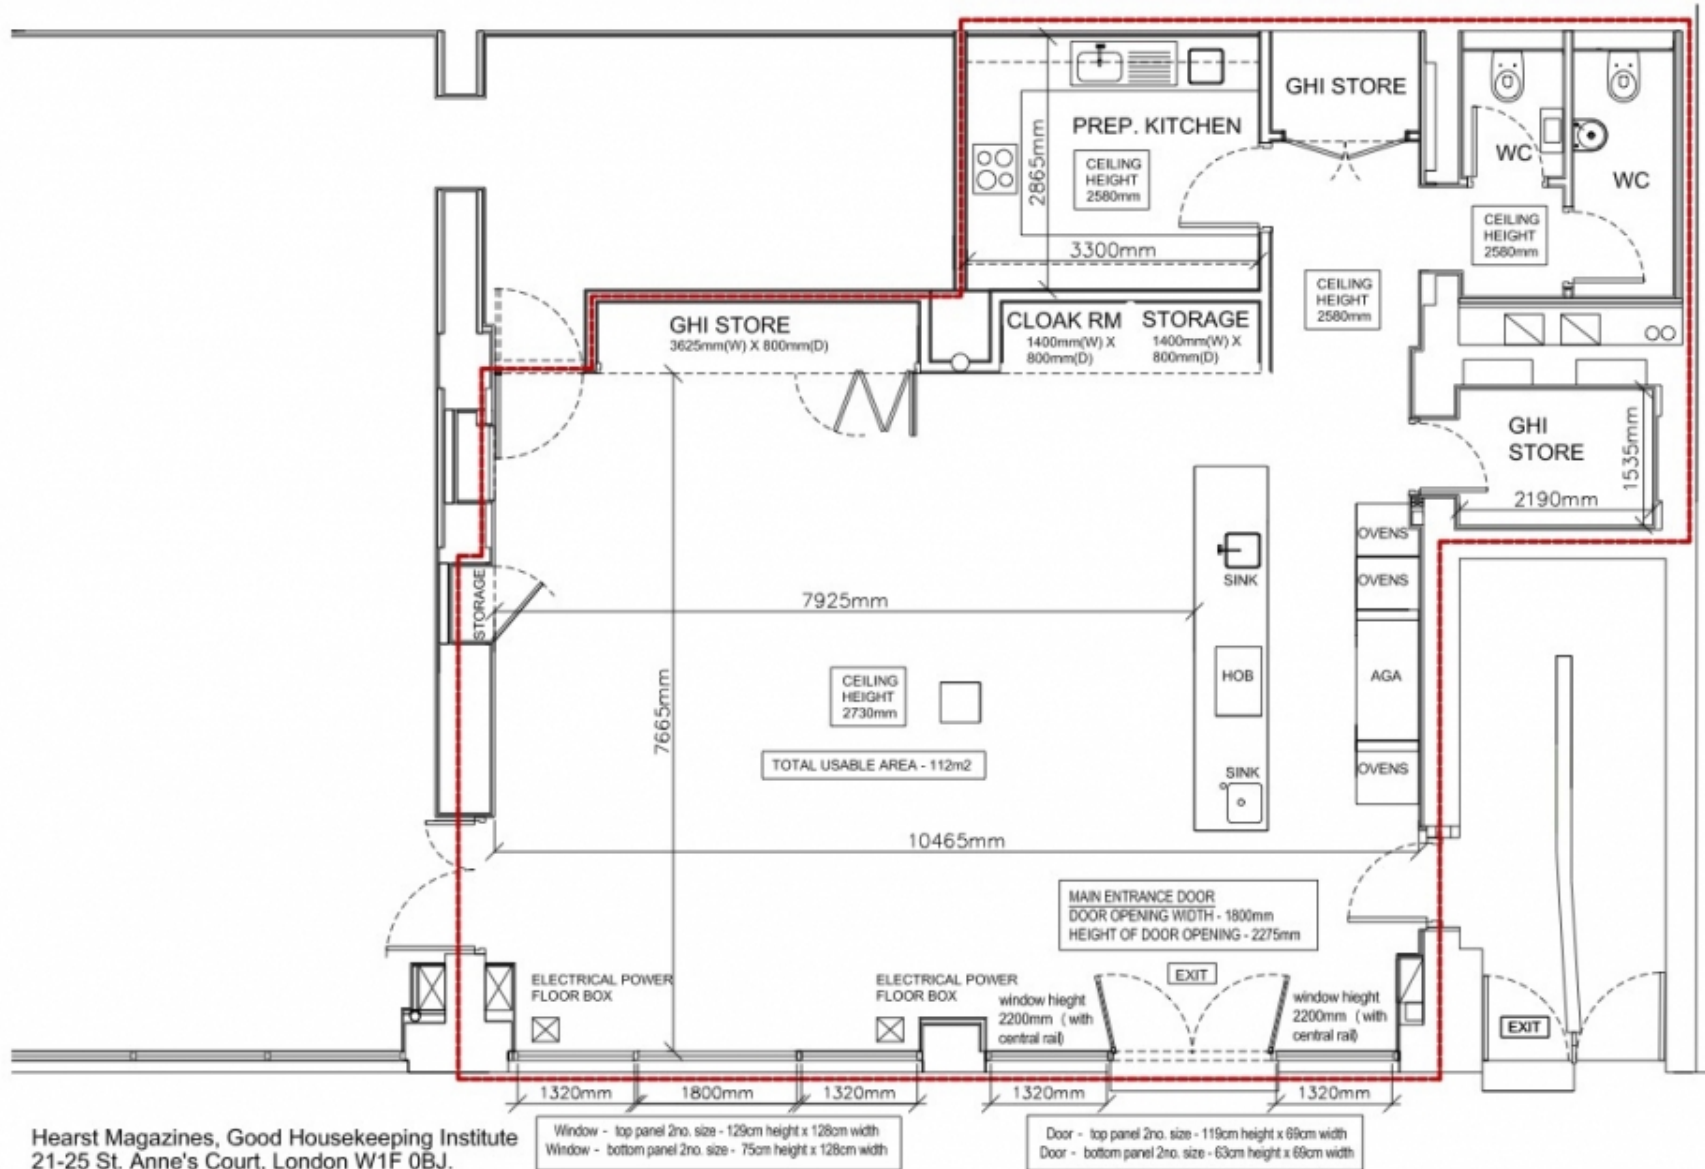 GHI STORE
PREP. KITCHEN
CEILING
HEIGHT
2580mm
2865mm
3300mm
WC
WC
CEILING
HEIGHT
2580mm
CEILING
HEIGHT
2580mm
GHI STORE
3625mm(W) X 800mm(D)
CLOAK RM
1400mm(W) X
800mm(D)
STORAGE
1400mm(W) X
800mm(D)
GHI
STORE
1535mm
2190mm
OVENS
OVENS
SINK
STORAGE
7925mm
HOB
AGA
CEILING
HEIGHT
2730mm
7665mm
TOTAL USABLE AREA - 112m2
SINK
OVENS
10465mm
MAIN ENTRANCE DOOR
DOOR OPENING WIDTH - 1800mm
HEIGHT OF DOOR OPENING - 2275mm
ELECTRICAL POWER
FLOOR BOX
ELECTRICAL POWER
FLOOR BOX
EXIT
window hieght
2200mm ( with
central rail)
window hieght
2200mm ( with
central rail)
EXIT
1320mm
1800mm
1320mm
1320mm
1320mm
Window - top panel 2no. size - 129cm height x 128cm width
Window - bottom panel 2no. size - 75cm height x 128cm width
Door - top panel 2no. size - 119cm height x 69cm width
Door - bottom panel 2no. size - 63cm height x 69cm width
Hearst Magazines, Good Housekeeping Institute
21-25 St. Anne's Court, London W1F 0BJ.